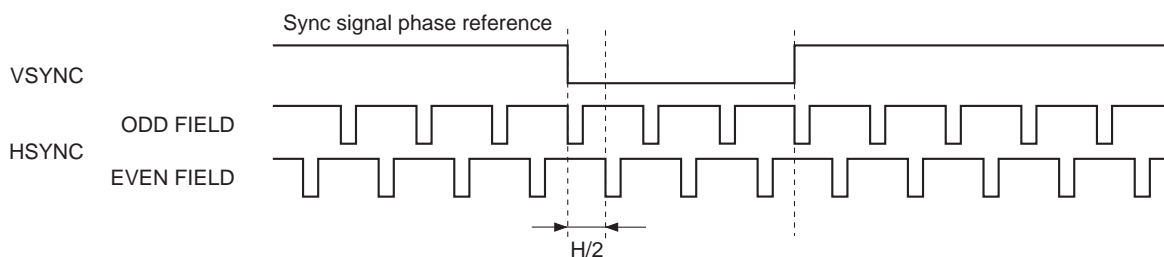 Sync signal phase reference
VSYNC
ODD FIELD
HSYNC
EVEN FIELD
H/2